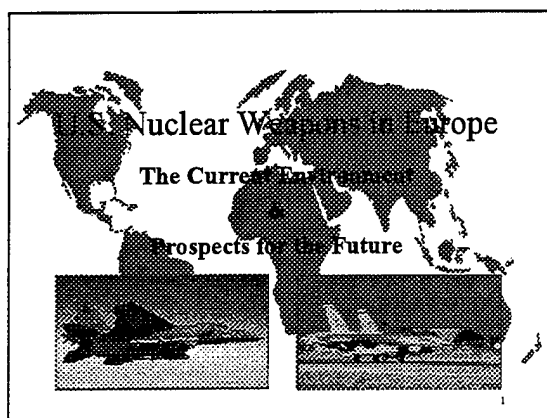 U.S. Nuclear Weapons in Europe
The Current Environment
&
Prospects for the Future
1